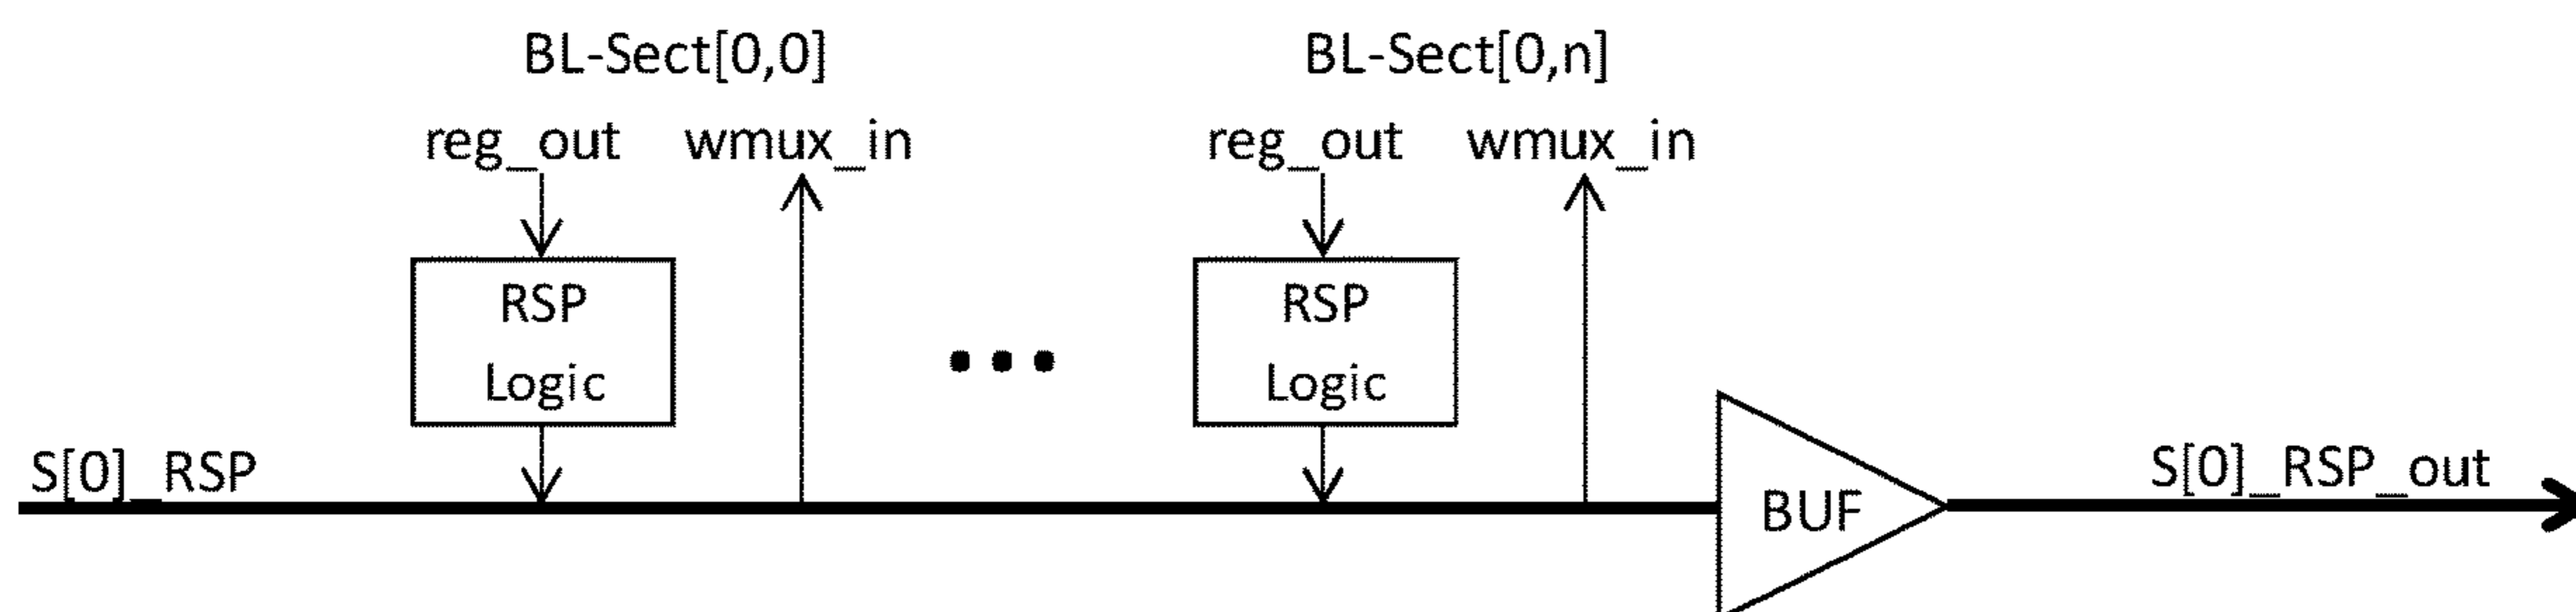 BL-Sect[0,0] BL-Sect[0,n]
reg_out wmux_in reg_out wmux_in
RSP RSP
Logic Logic
S[0]_RSP S[0]_RSP_out
BUF